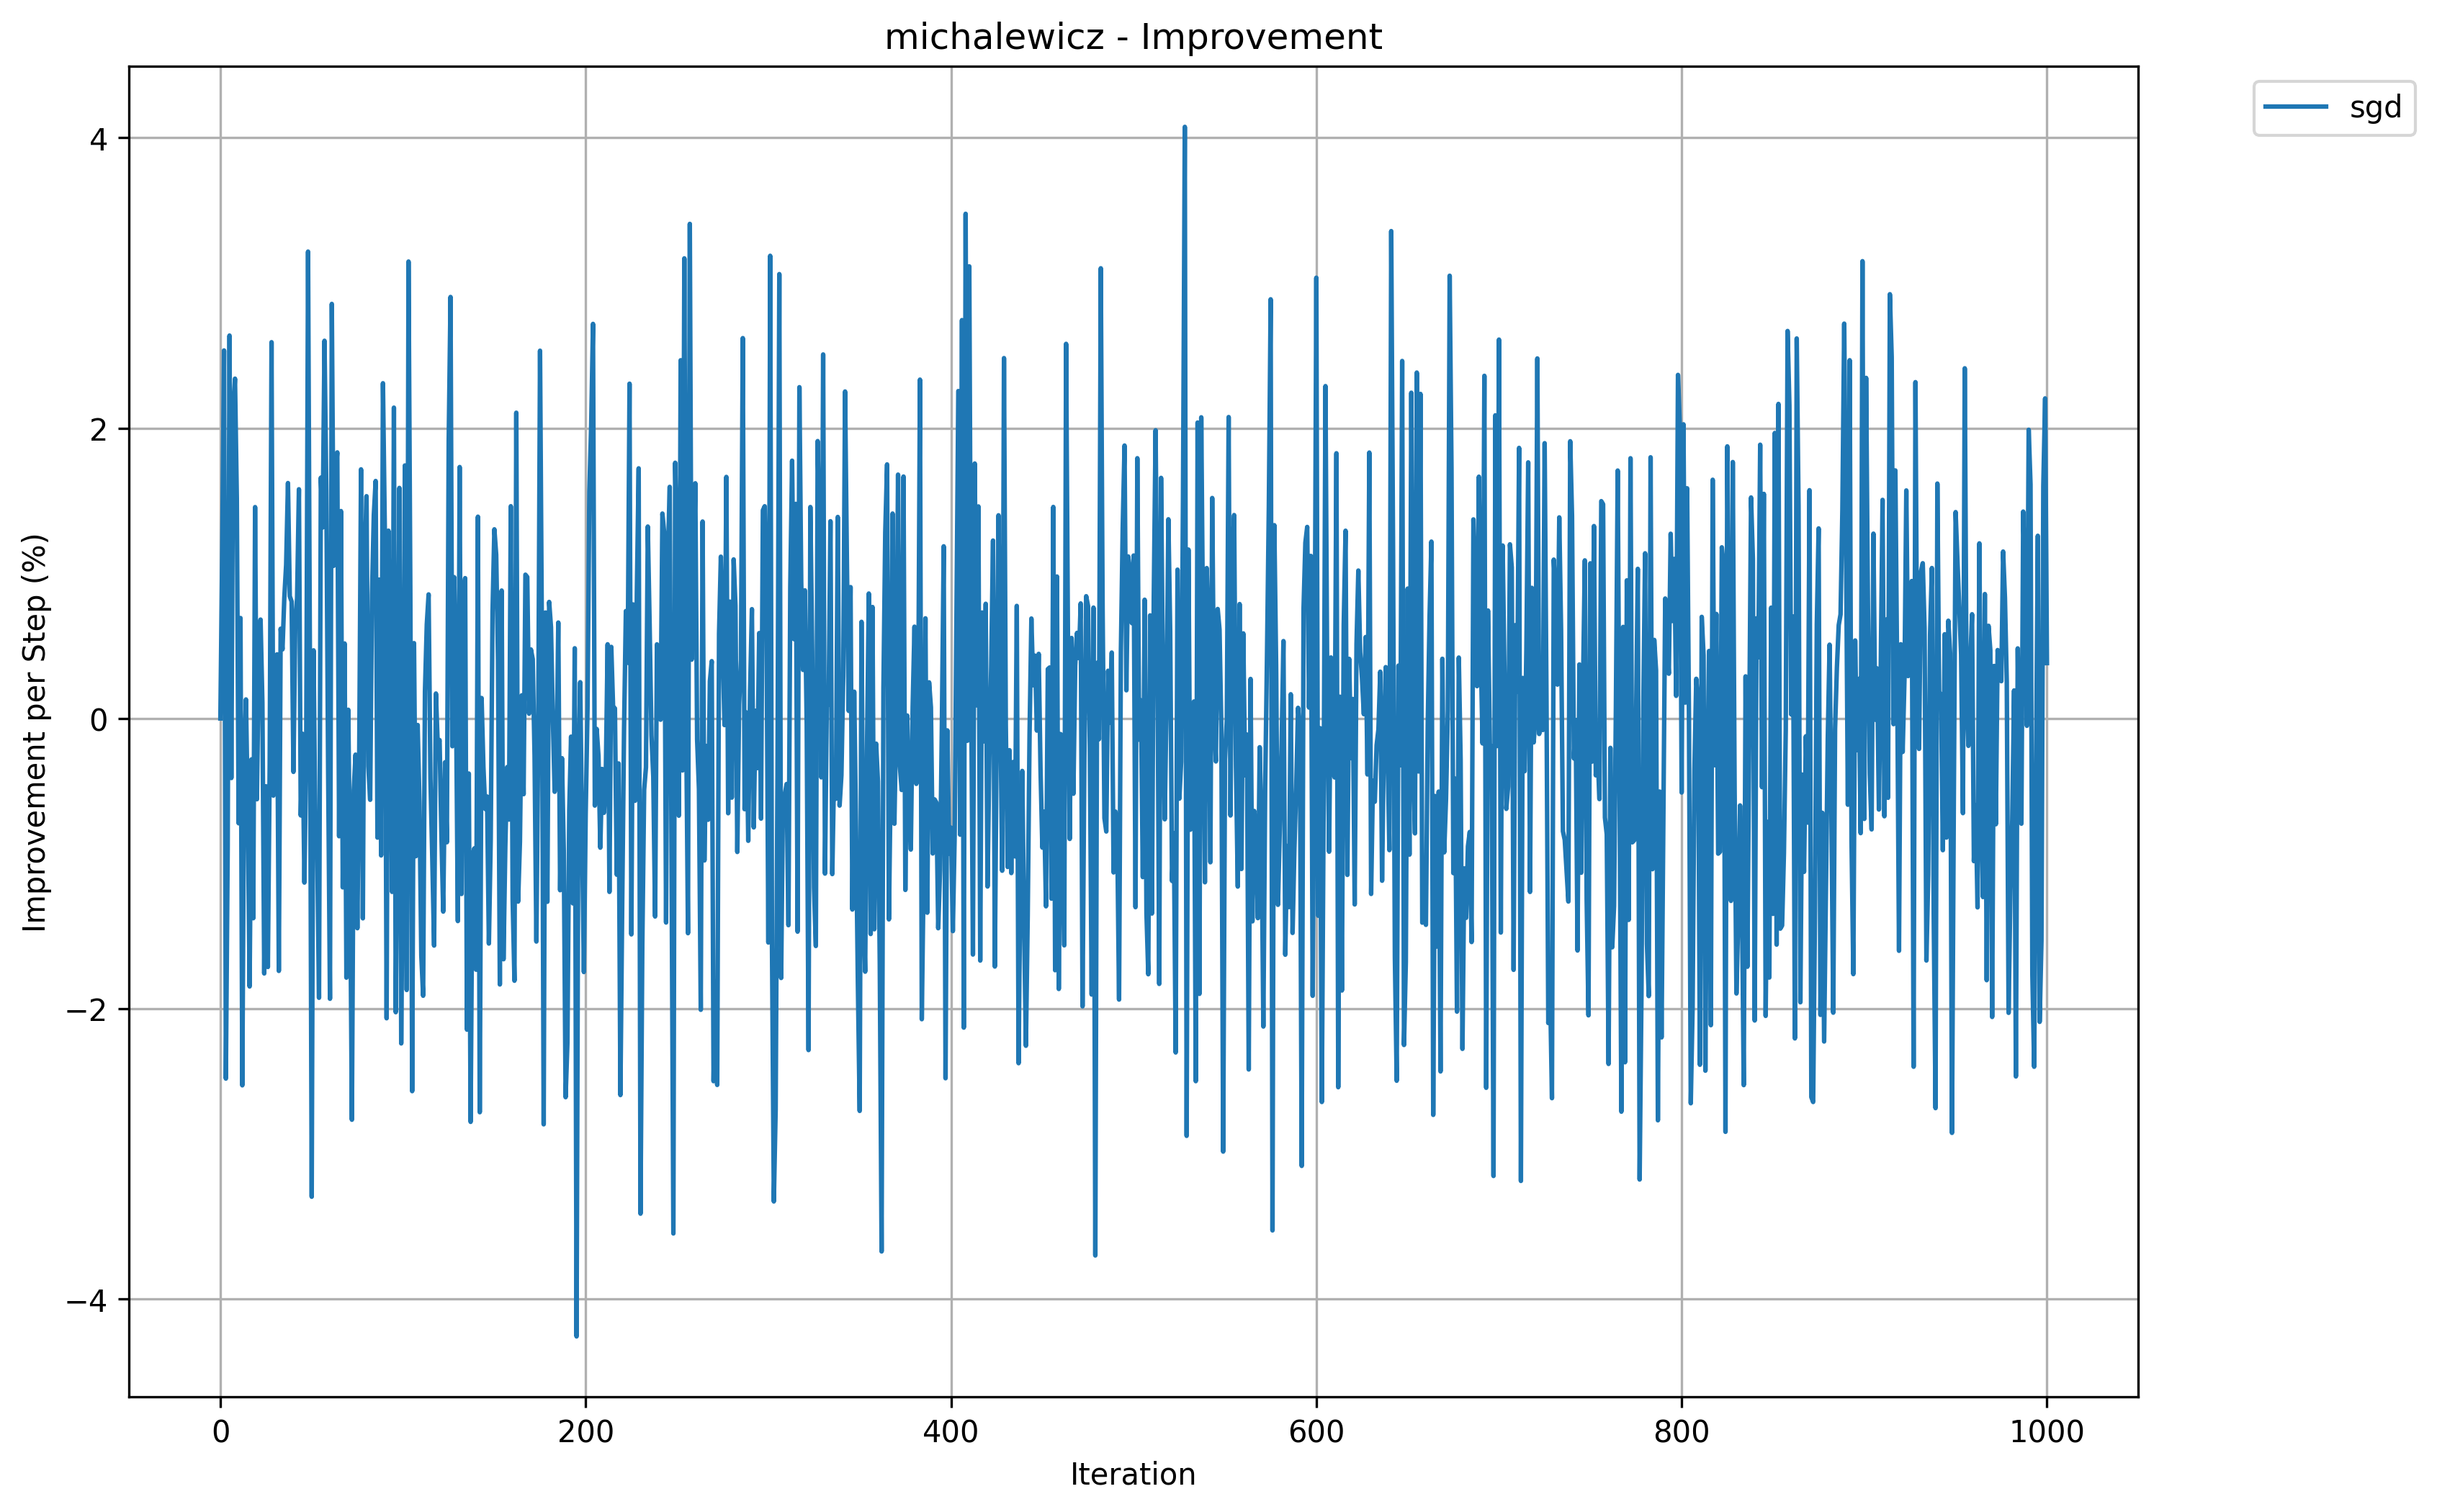 michalewicz - Improvement
sgd
Improvement per Step (%)
4
2
0
−2
−4
0 200 400 600 800 1000
Iteration